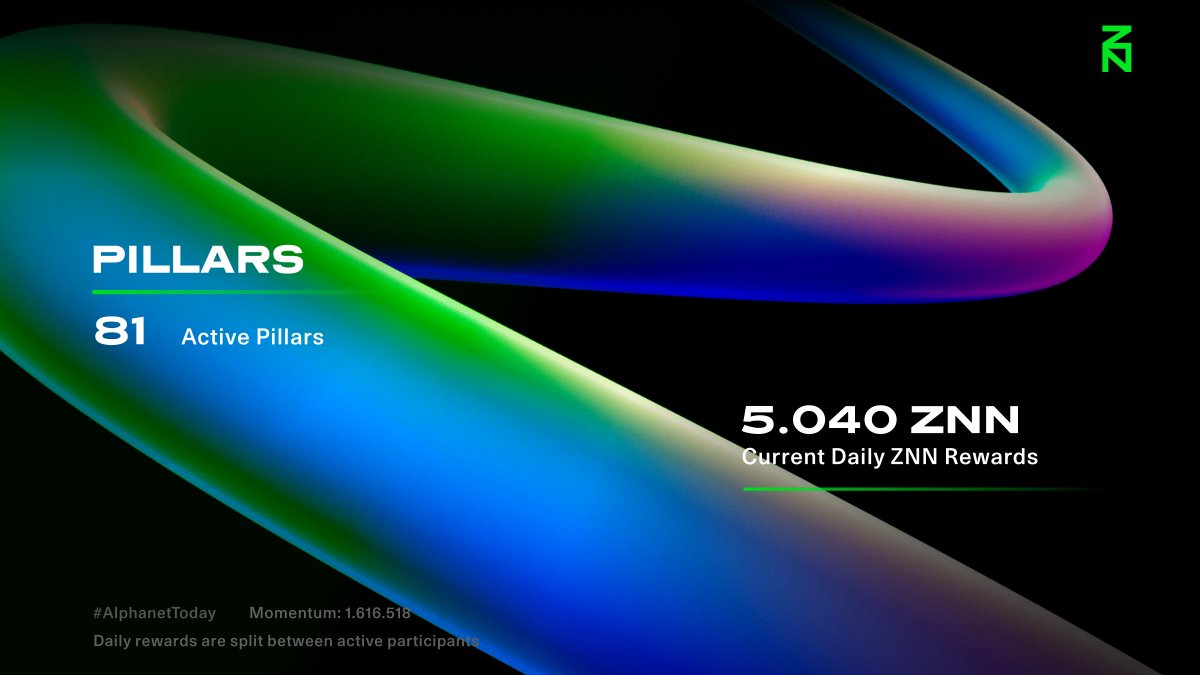 PILLARS
81 Active Pillars
5.040 ZNN
Current Daily ZNN Rewards
#AlphanetToday Momentum: 1.616.518
Daily rewards are split between active participants